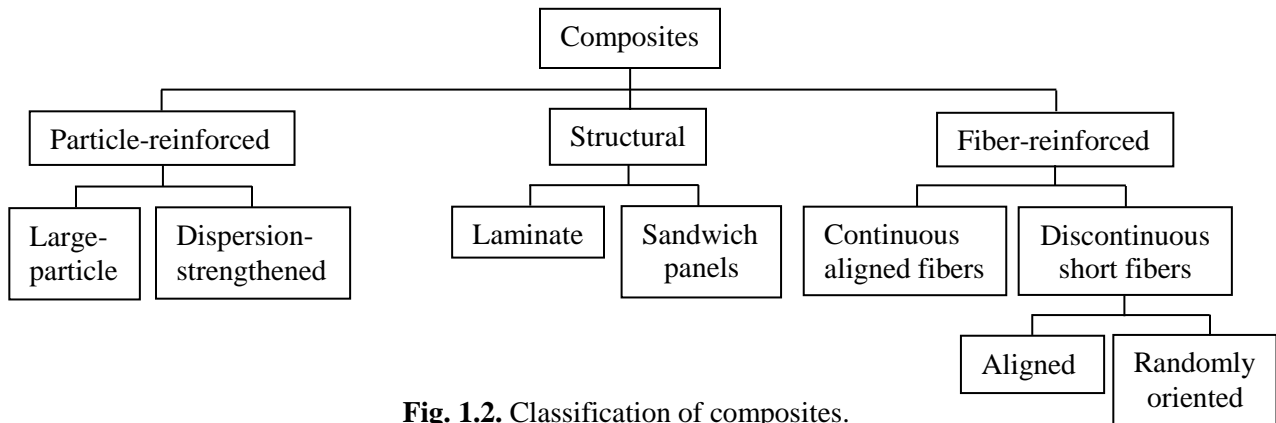 Composites
Particle-reinforced
Structural
Fiber-reinforced
Large-
particle
Dispersion-
strengthened
Laminate
Sandwich
panels
Continuous
aligned fibers
Discontinuous
short fibers
Aligned
Randomly
oriented
Fig. 1.2. Classification of composites.